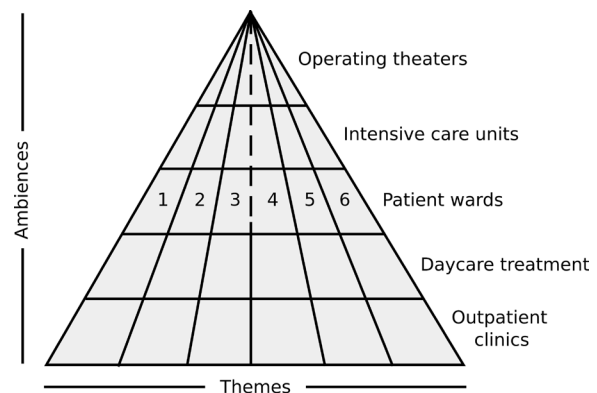 Operating theaters
Intensive care units
Ambiences
1 2 3 4 5 6
Patient wards
Daycare treatment
Outpatient
clinics
Themes